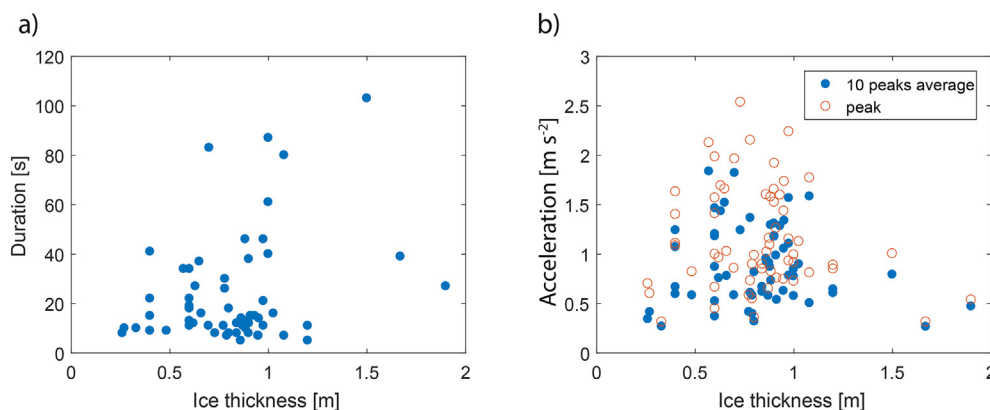 a)
120
100
80
60
40
20
0
Duration [s]
0 0.5 1 1.5 2
Ice thickness [m]
b)
3
2.5
2
1.5
1
0.5
0
Acceleration [m s⁻²]
10 peaks average
peak
0 0.5 1 1.5 2
Ice thickness [m]